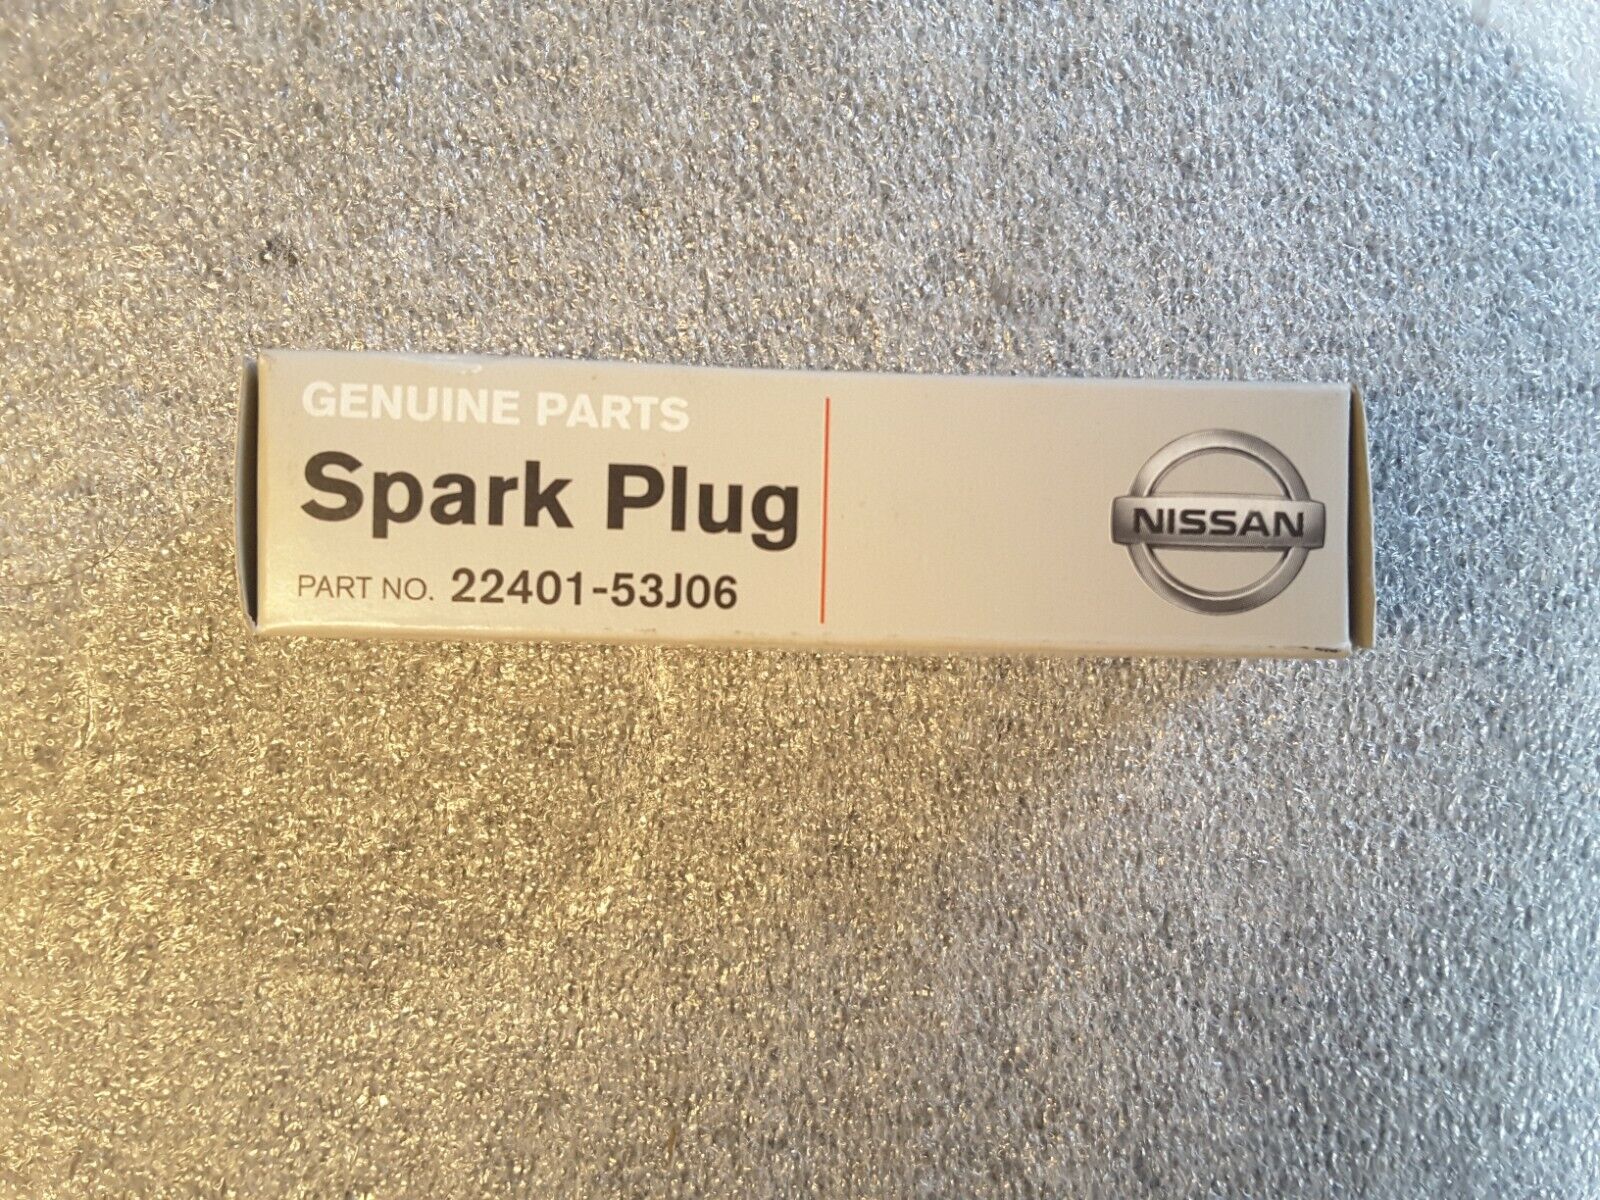 GENUINE PARTS
Spark Plug
PART NO. 22401-53J06
NISSAN